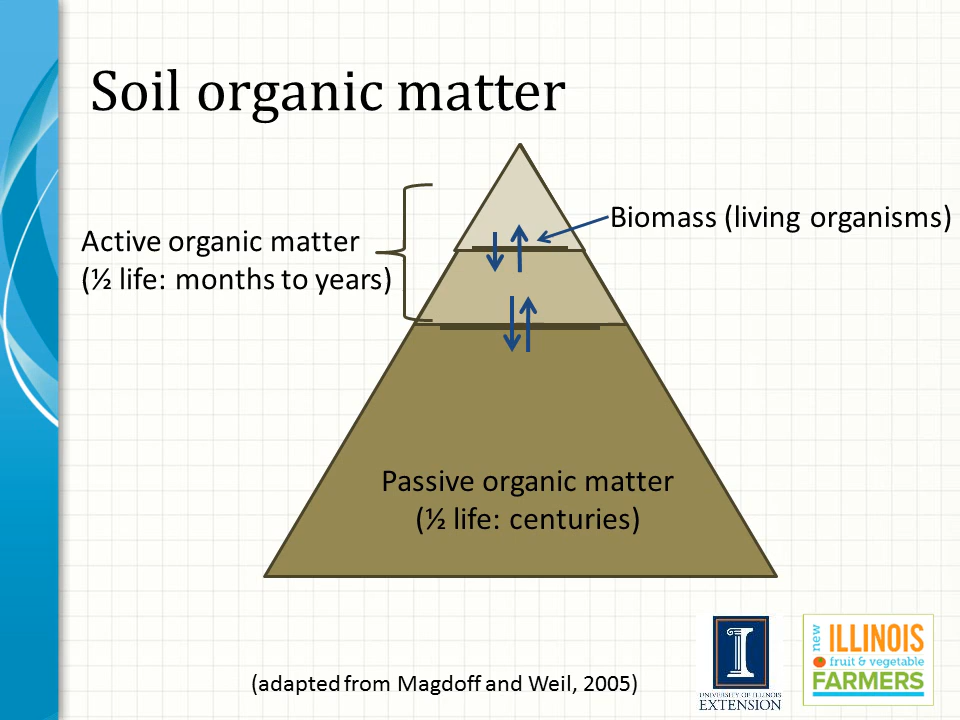 Soil organic matter
Biomass (living organisms)
Active organic matter
(½ life: months to years)
Passive organic matter
(½ life: centuries)
(adapted from Magdoff and Weil, 2005)
I
UNIVERSITY OF ILLINOIS
EXTENSION
new
ILLINOIS
fruit & vegetable
FARMERS